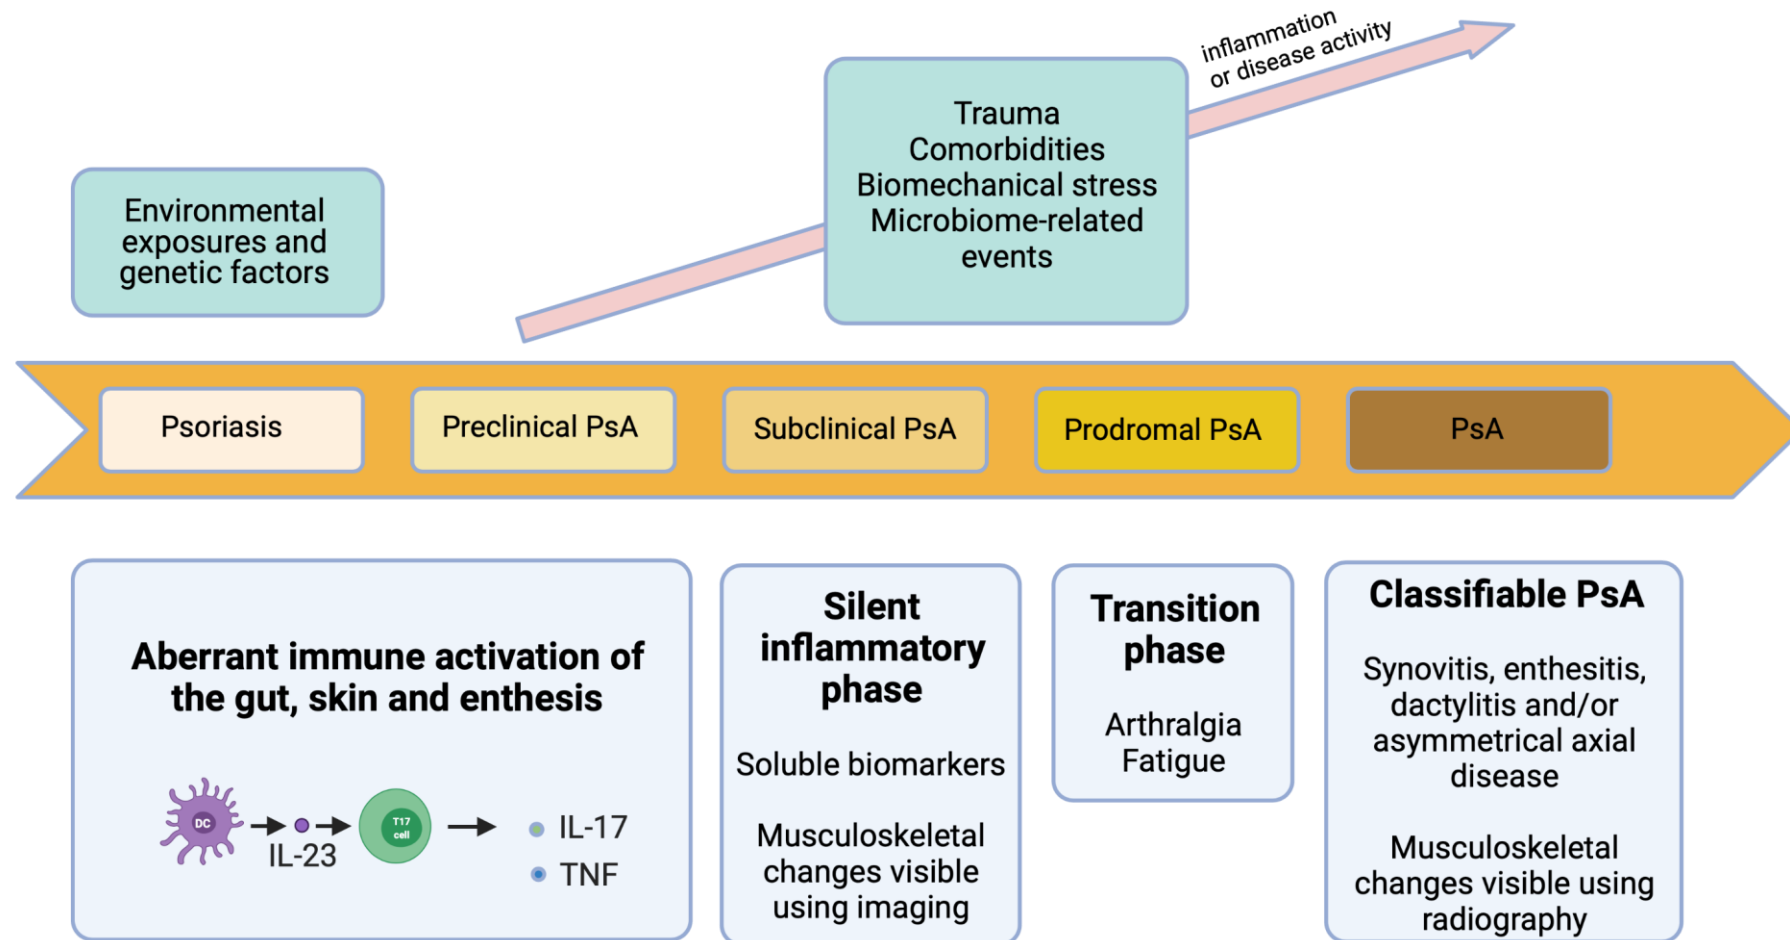 inflammation
or disease activity
Trauma
Comorbidities
Biomechanical stress
Microbiome-related
events
Environmental
exposures and
genetic factors
Psoriasis
Preclinical PsA
Subclinical PsA
Prodromal PsA
PsA
Aberrant immune activation of
the gut, skin and enthesis
DC
IL-23
T17
cell
IL-17
TNF
Silent
inflammatory
phase
Soluble biomarkers
Musculoskeletal
changes visible
using imaging
Transition
phase
Arthralgia
Fatigue
Classifiable PsA
Synovitis, enthesitis,
dactylitis and/or
asymmetrical axial
disease
Musculoskeletal
changes visible using
radiography